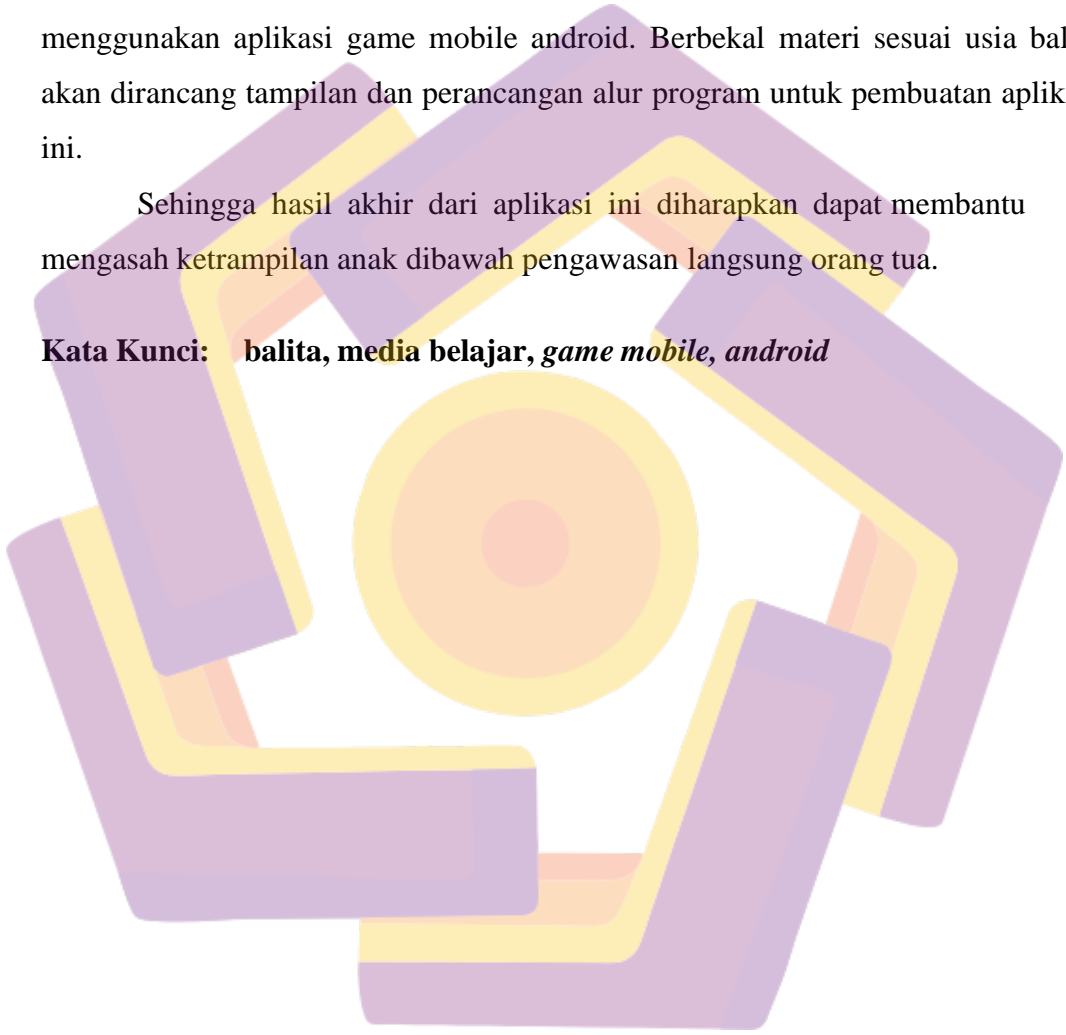 menggunakan aplikasi game mobile android. Berbekal materi sesuai usia bal
akan dirancang tampilan dan perancangan alur program untuk pembuatan aplik
ini.
Sehingga hasil akhir dari aplikasi ini diharapkan dapat membantu
mengasah ketrampilan anak dibawah pengawasan langsung orang tua.
Kata Kunci: balita, media belajar, game mobile, android